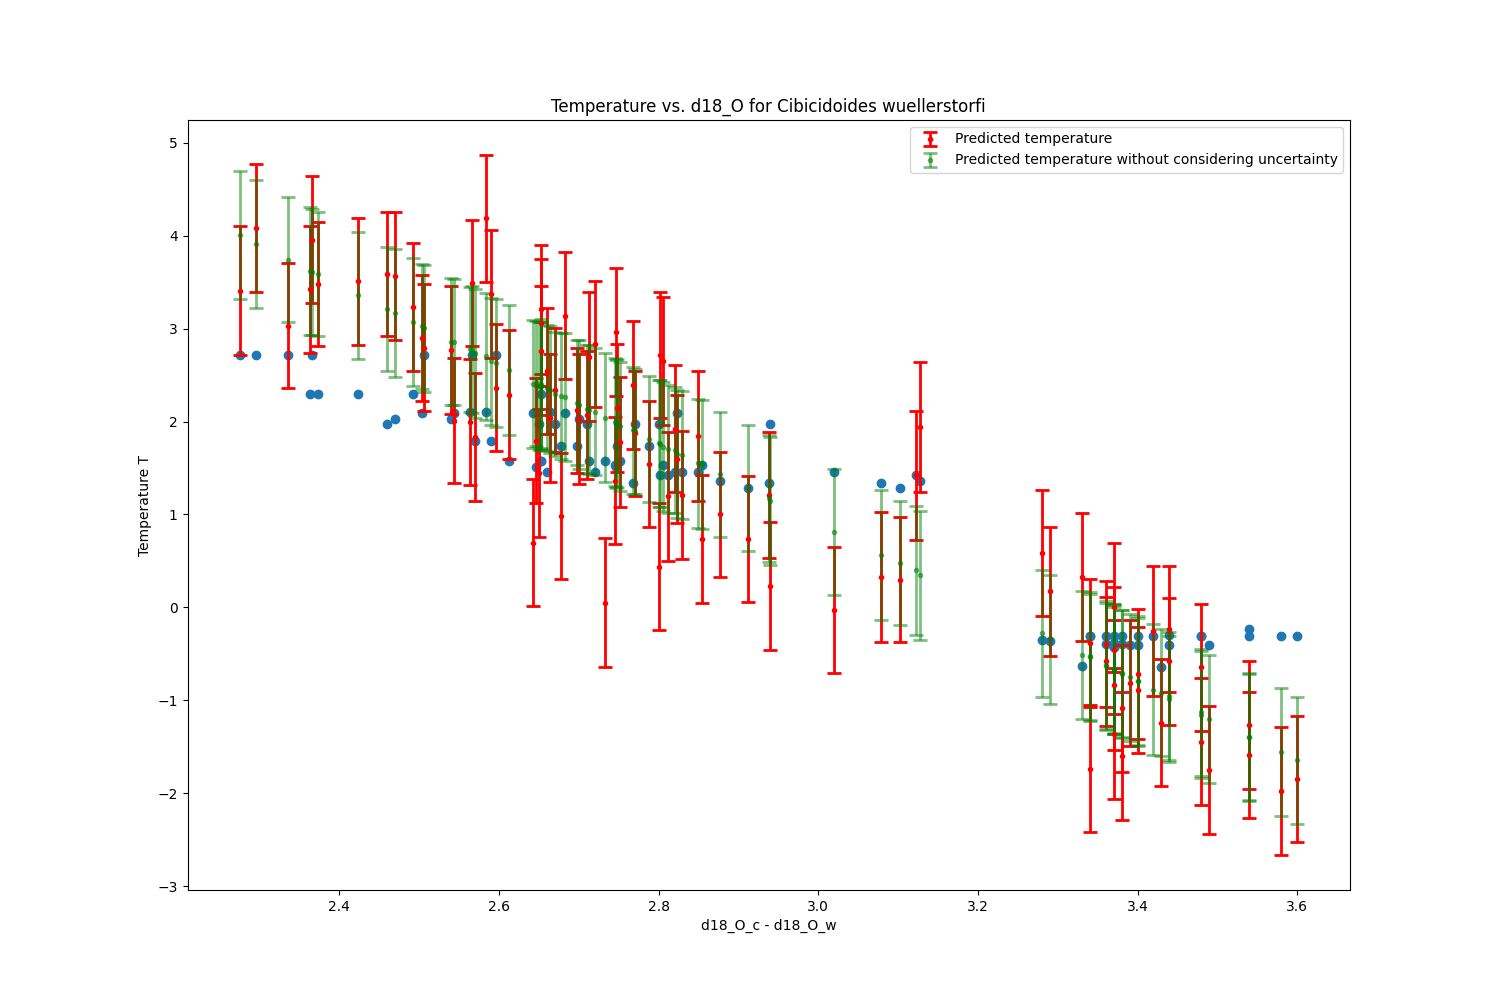 Temperature vs. d18_O for Cibicidoides wuellerstorfi
Predicted temperature
Predicted temperature without considering uncertainty
Temperature T
5
4
3
2
1
0
−1
−2
−3
2.4 2.6 2.8 3.0 3.2 3.4 3.6
d18_O_c - d18_O_w